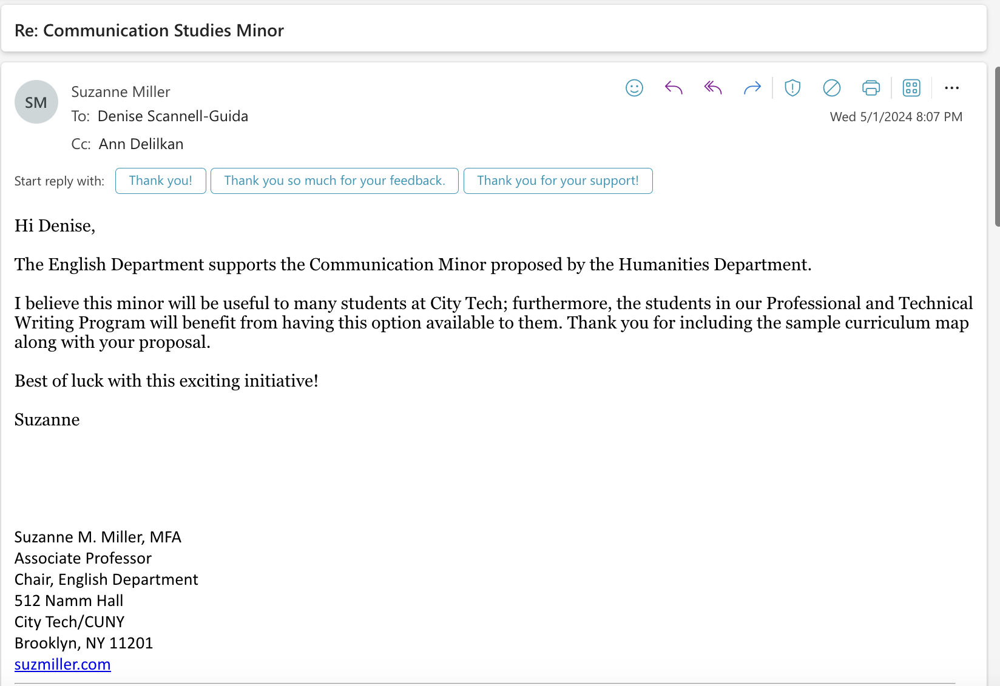 Re: Communication Studies Minor
SM
Suzanne Miller
To: Denise Scannell-Guida
Cc: Ann Delilkan
Wed 5/1/2024 8:07 PM
Start reply with: Thank you! Thank you so much for your feedback. Thank you for your support!
Hi Denise,
The English Department supports the Communication Minor proposed by the Humanities Department.
I believe this minor will be useful to many students at City Tech; furthermore, the students in our Professional and Technical
Writing Program will benefit from having this option available to them. Thank you for including the sample curriculum map
along with your proposal.
Best of luck with this exciting initiative!
Suzanne
Suzanne M. Miller, MFA
Associate Professor
Chair, English Department
512 Namm Hall
City Tech/CUNY
Brooklyn, NY 11201
suzmiller.com